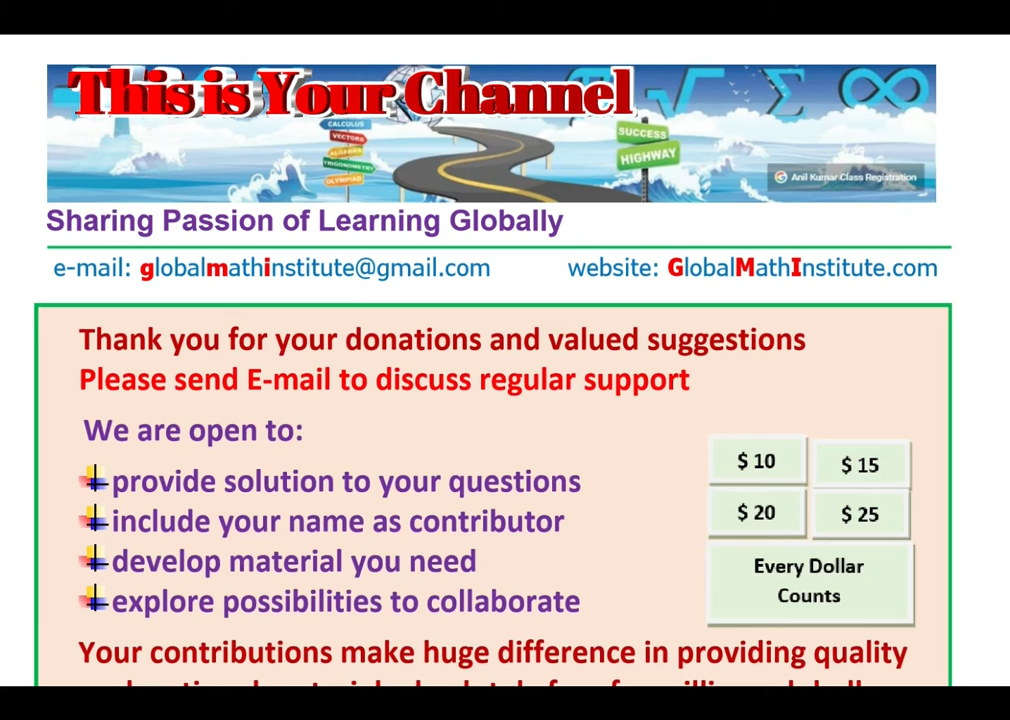 This is Your Channel
CALCULUS
VECTORS
ALGEBRA
TRIGONOMETRY
OLYMPIAD
SUCCESS
HIGHWAY
√ Σ ∞
Anil Kumar Class Registration
Sharing Passion of Learning Globally
e-mail: globalmathinstitute@gmail.com
website: GlobalMathInstitute.com
Thank you for your donations and valued suggestions
Please send E-mail to discuss regular support
We are open to:
provide solution to your questions
include your name as contributor
develop material you need
explore possibilities to collaborate
$ 10
$ 15
$ 20
$ 25
Every Dollar
Counts
Your contributions make huge difference in providing quality